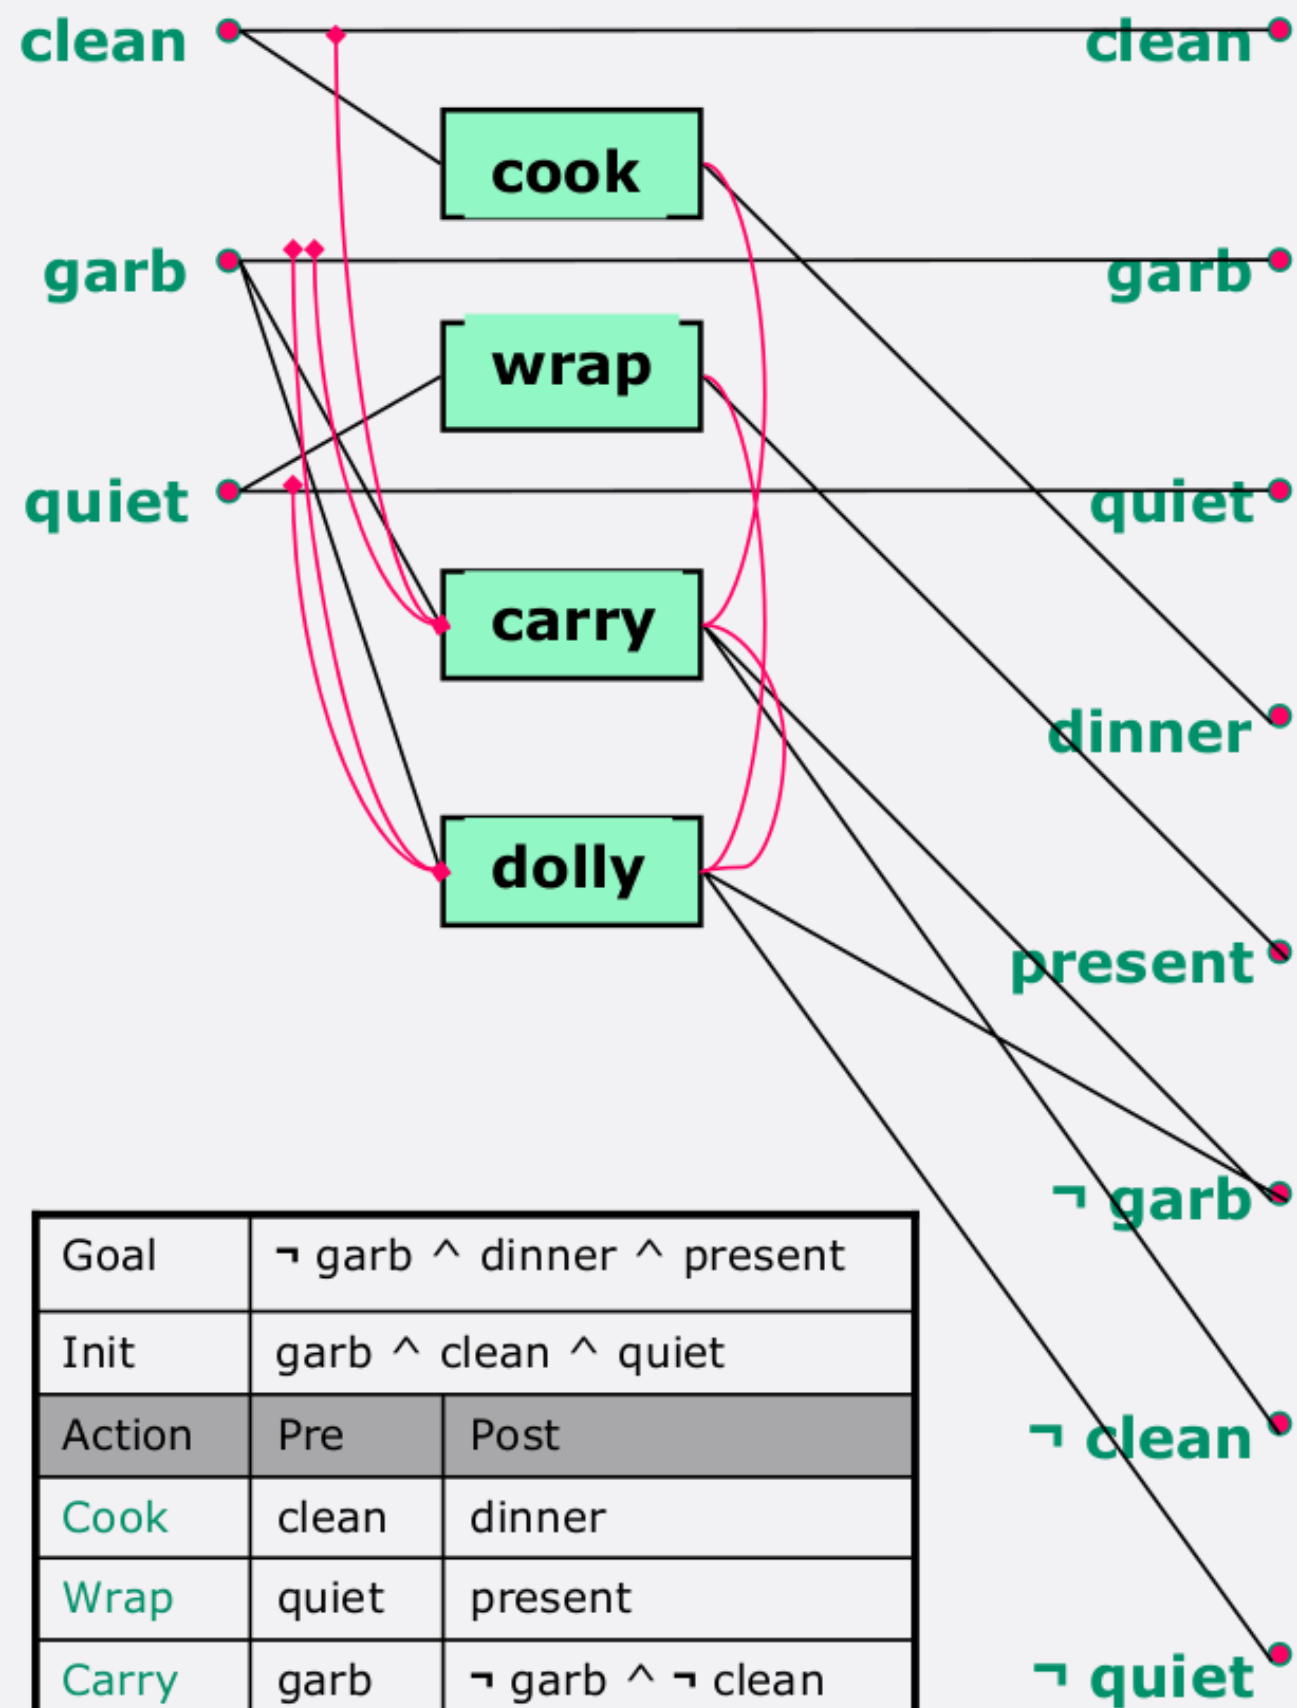 clean clean
cook
garb garb
wrap
quiet quiet
carry
dinner
dolly
present
¬ garb
Goal ¬ garb ^ dinner ^ present
Init garb ^ clean ^ quiet
Action Pre Post
¬ clean
Cook clean dinner
Wrap quiet present
Carry garb ¬ garb ^ ¬ clean
¬ quiet